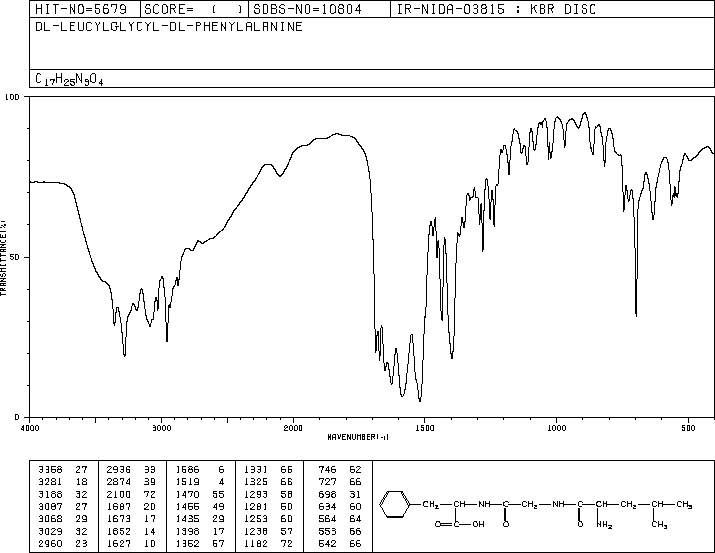 HIT-NO=5679 SCORE= ( ) SDBS-NO=10804 IR-NIDA-03815 : KBR DISC
DL-LEUCYLGLYCYL-DL-PHENYLALANINE
C17H25N3O4
100
50
0
TRANSMITTANCE(%)
4000 3000 2000 1500 1000 500
WAVENUMBER(-1)
3358 27 2936 39 1586 6 1331 66 746 62
3281 18 2874 39 1519 4 1325 66 727 66
3188 32 2100 72 1470 55 1293 58 698 31
3087 27 1687 20 1455 49 1281 50 634 60
3068 29 1673 17 1435 29 1253 60 564 64
3029 32 1652 14 1398 17 1238 57 553 66
2960 23 1627 10 1352 57 1182 72 542 66
CH2 CH NH C CH2 NH C CH CH2 CH CH3
O=C OH O O NH2 CH3